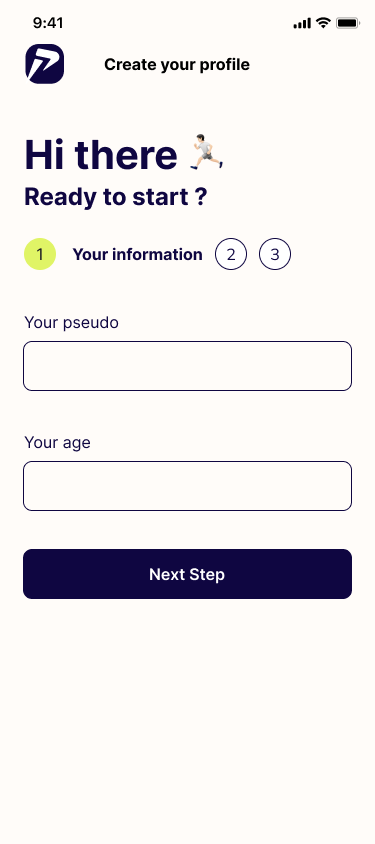 9:41
Create your profile
Hi there 🏃🏻
Ready to start ?
1 Your information 2 3
Your pseudo
Your age
Next Step